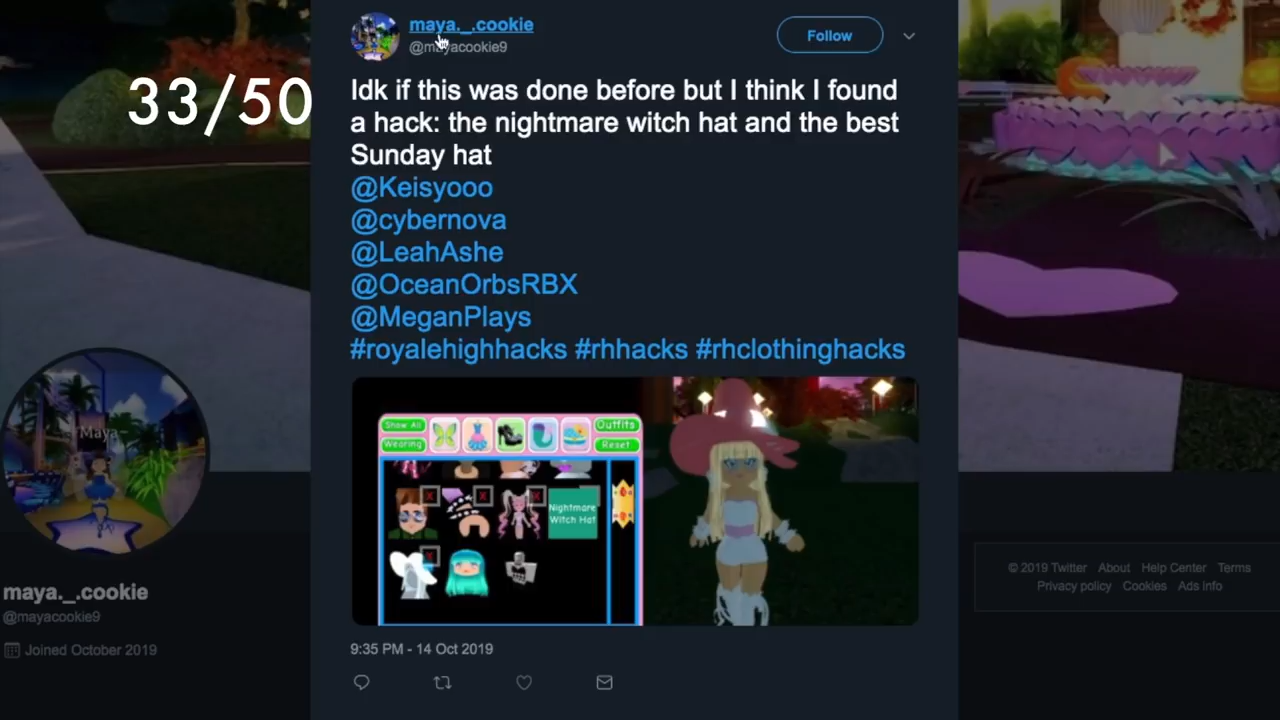 maya._.cookie
@mayacookie9
Follow
33/50
Idk if this was done before but I think I found
a hack: the nightmare witch hat and the best
Sunday hat
@Keisyooo
@cybernova
@LeahAshe
@OceanOrbsRBX
@MeganPlays
#royalehighhacks #rhhacks #rhclothinghacks
Show All
Outfits
Wearing
Reset
X
X
X
Nightmare
Witch Hat
X
Maya
maya._.cookie
@mayacookie9
Joined October 2019
© 2019 Twitter About Help Center Terms
Privacy policy Cookies Ads info
9:35 PM - 14 Oct 2019